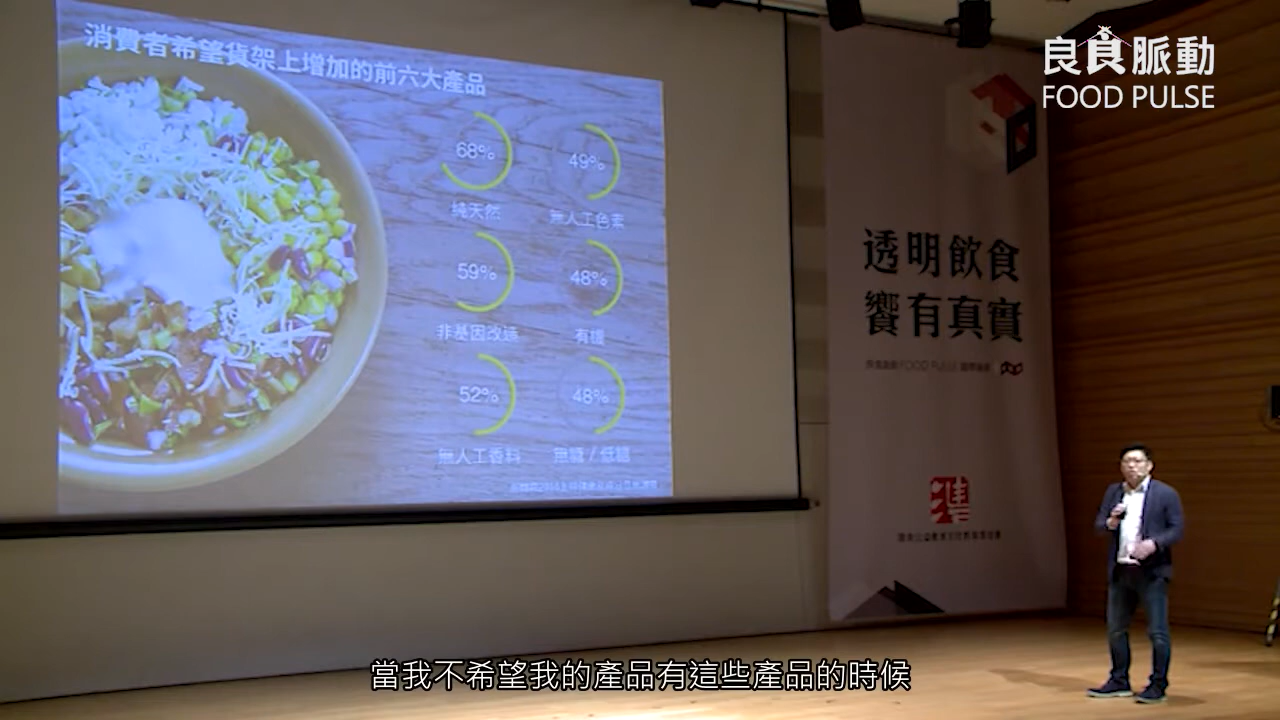 良食脈動
FOOD PULSE
消費者希望貨架上增加的前六大產品
68%
49%
純天然
無人工色素
59%
48%
非基因改造
有機
52%
48%
無人工香料
無糖 / 低糖
透明飲食
饗有真實
當我不希望我的產品有這些產品的時候